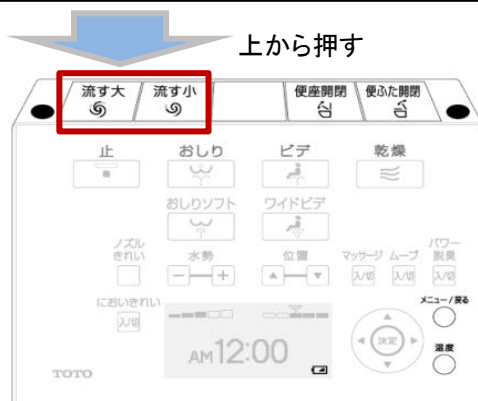 上から押す
流す大 流す小 便座開閉 便ふた開閉
止 おしり ビデ 乾燥
おしりソフト ワイドビデ
ノズル
きれい 水勢 位置 マッサージ ムーブ パワー
脱臭
− + ▲ ▼ 入/切 入/切 入/切
においきれい
入/切
メニュー/戻る
決定
温度
AM12:00
TOTO